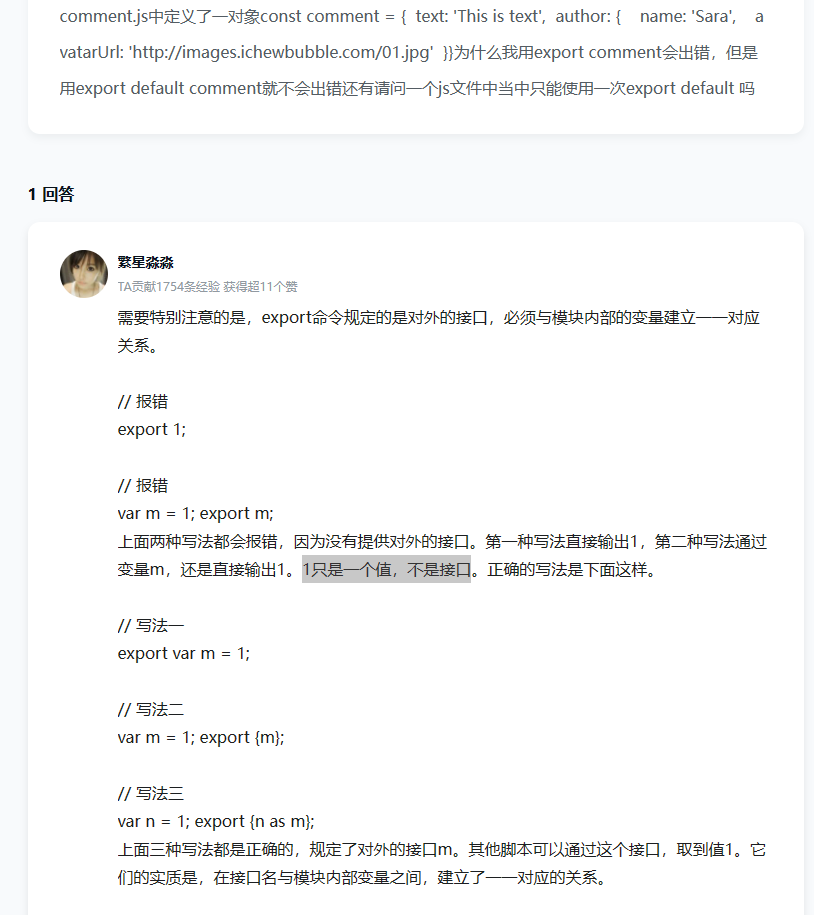 comment.js中定义了一对象const comment = {  text: 'This is text',  author: {    name: 'Sara',    a
vatarUrl: 'http://images.ichewbubble.com/01.jpg'  }}为什么我用export comment会出错，但是
用export default comment就不会出错还有请问一个js文件中当中只能使用一次export default 吗
1 回答
繁星淼淼
TA贡献1754条经验 获得超11个赞
需要特别注意的是，export命令规定的是对外的接口，必须与模块内部的变量建立一一对应
关系。
// 报错
export 1;
// 报错
var m = 1; export m;
上面两种写法都会报错，因为没有提供对外的接口。第一种写法直接输出1，第二种写法通过
变量m，还是直接输出1。1只是一个值，不是接口。正确的写法是下面这样。
// 写法一
export var m = 1;
// 写法二
var m = 1; export {m};
// 写法三
var n = 1; export {n as m};
上面三种写法都是正确的，规定了对外的接口m。其他脚本可以通过这个接口，取到值1。它
们的实质是，在接口名与模块内部变量之间，建立了一一对应的关系。